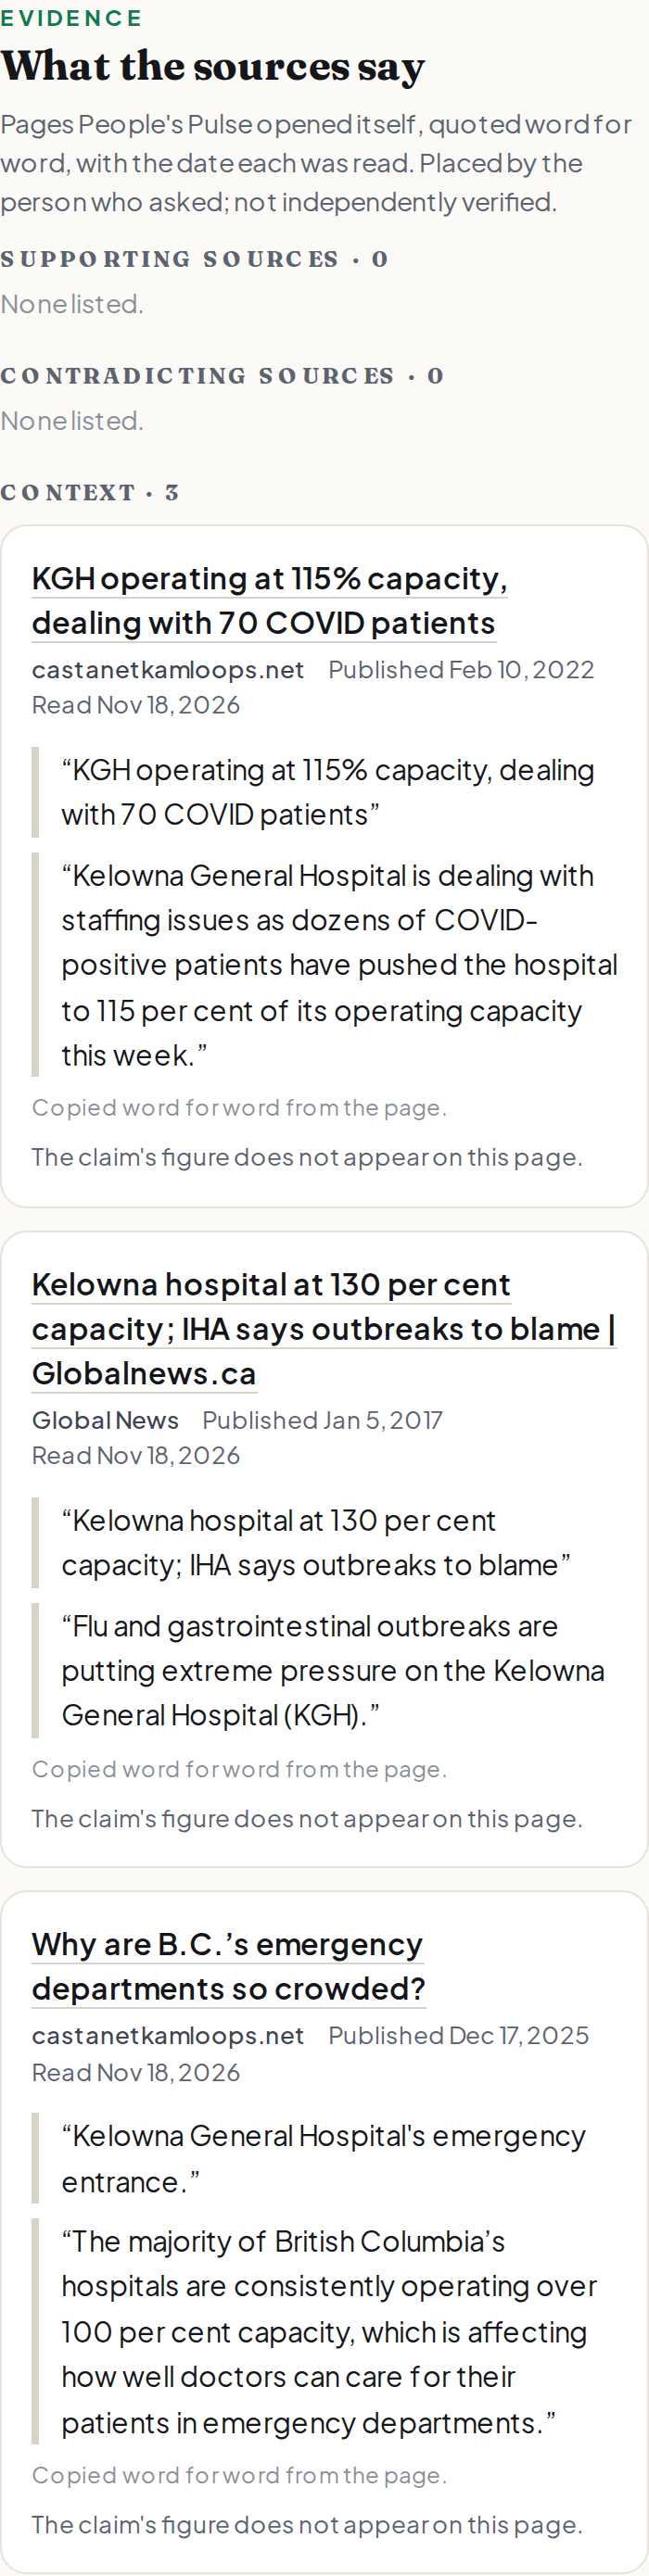 EVIDENCE
What the sources say
Pages People's Pulse opened itself, quoted word for
word, with the date each was read. Placed by the
person who asked; not independently verified.
SUPPORTING SOURCES · 0
None listed.
CONTRADICTING SOURCES · 0
None listed.
CONTEXT · 3
KGH operating at 115% capacity,
dealing with 70 COVID patients
castanetkamloops.net Published Feb 10, 2022
Read Nov 18, 2026
“KGH operating at 115% capacity, dealing
with 70 COVID patients”
“Kelowna General Hospital is dealing with
staffing issues as dozens of COVID-
positive patients have pushed the hospital
to 115 per cent of its operating capacity
this week.”
Copied word for word from the page.
The claim's figure does not appear on this page.
Kelowna hospital at 130 per cent
capacity; IHA says outbreaks to blame |
Globalnews.ca
Global News Published Jan 5, 2017
Read Nov 18, 2026
“Kelowna hospital at 130 per cent
capacity; IHA says outbreaks to blame”
“Flu and gastrointestinal outbreaks are
putting extreme pressure on the Kelowna
General Hospital (KGH).”
Copied word for word from the page.
The claim's figure does not appear on this page.
Why are B.C.’s emergency
departments so crowded?
castanetkamloops.net Published Dec 17, 2025
Read Nov 18, 2026
“Kelowna General Hospital's emergency
entrance.”
“The majority of British Columbia’s
hospitals are consistently operating over
100 per cent capacity, which is affecting
how well doctors can care for their
patients in emergency departments.”
Copied word for word from the page.
The claim's figure does not appear on this page.